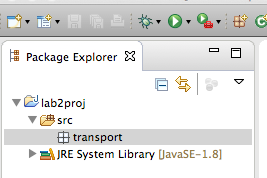 Package Explorer
lab2proj
src
transport
JRE System Library [JavaSE-1.8]